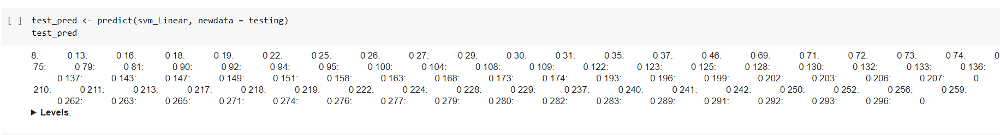 [ ] test_pred <- predict(svm_Linear, newdata = testing)
test_pred
8: 0 13: 0 16: 0 18: 0 19: 0 22: 0 25: 0 26: 0 27: 0 29: 0 30: 0 31: 0 35: 0 37: 0 46: 0 69: 0 71: 0 72: 0 73: 0 74: 0
75: 0 79: 0 81: 0 90: 0 92: 0 94: 0 95: 0 100: 0 104: 0 108: 0 109: 0 122: 0 123: 0 125: 0 128: 0 130: 0 132: 0 133: 0 136:
0 137: 0 143: 0 147: 0 149: 0 151: 0 158: 0 163: 0 168: 0 173: 0 174: 0 193: 0 196: 0 199: 0 202: 0 203: 0 206: 0 207: 0
210: 0 211: 0 213: 0 217: 0 218: 0 219: 0 222: 0 224: 0 228: 0 229: 0 237: 0 240: 0 241: 0 242: 0 250: 0 252: 0 256: 0 259:
0 262: 0 263: 0 265: 0 271: 0 274: 0 276: 0 277: 0 279: 0 280: 0 282: 0 283: 0 289: 0 291: 0 292: 0 293: 0 296: 0
▶ Levels: